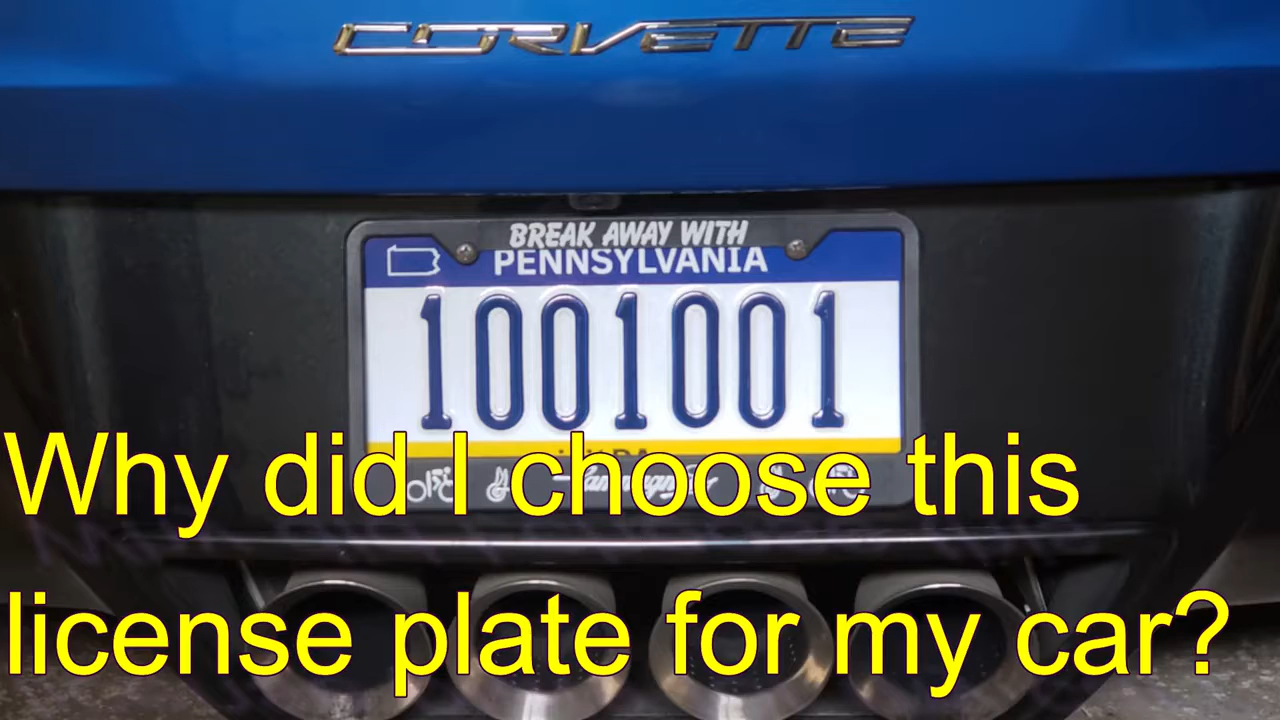 CORVETTE
BREAK AWAY WITH
PENNSYLVANIA
1001001
Why did I choose this
license plate for my car?